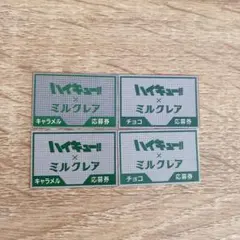 ハイキュー!!
×
ミルクレア
キャラメル 応募券
ハイキュー!!
×
ミルクレア
チョコ 応募券
ハイキュー!!
×
ミルクレア
キャラメル 応募券
ハイキュー!!
×
ミルクレア
チョコ 応募券